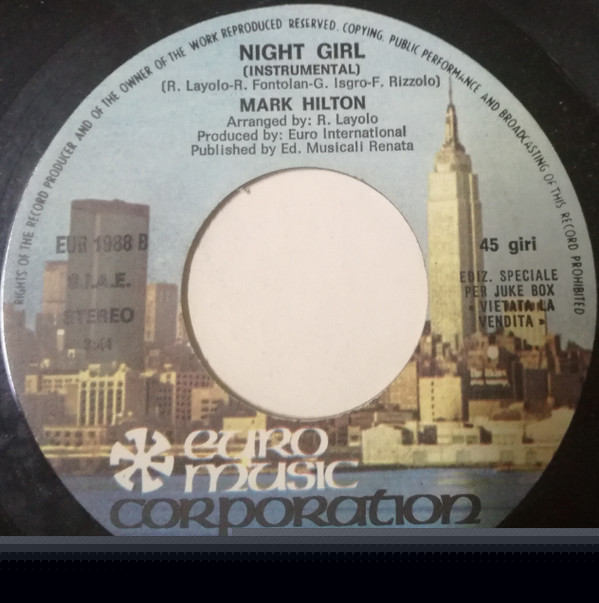 RIGHTS OF THE RECORD PRODUCER AND OF THE OWNER OF THE WORK REPRODUCED RESERVED. COPYING, PUBLIC PERFORMANCE AND BROADCASTING OF THIS RECORD PROHIBITED
NIGHT GIRL
(INSTRUMENTAL)
(R. Layolo-R. Fontolan-G. Isgro-F. Rizzolo)
MARK HILTON
Arranged by: R. Layolo
Produced by: Euro International
Published by Ed. Musicali Renata
EUR 1988 B
S.I.A.E.
STEREO
3:44
45 giri
EDIZ. SPECIALE
PER JUKE BOX
« VIETATA LA
VENDITA »
euro
music
corporation